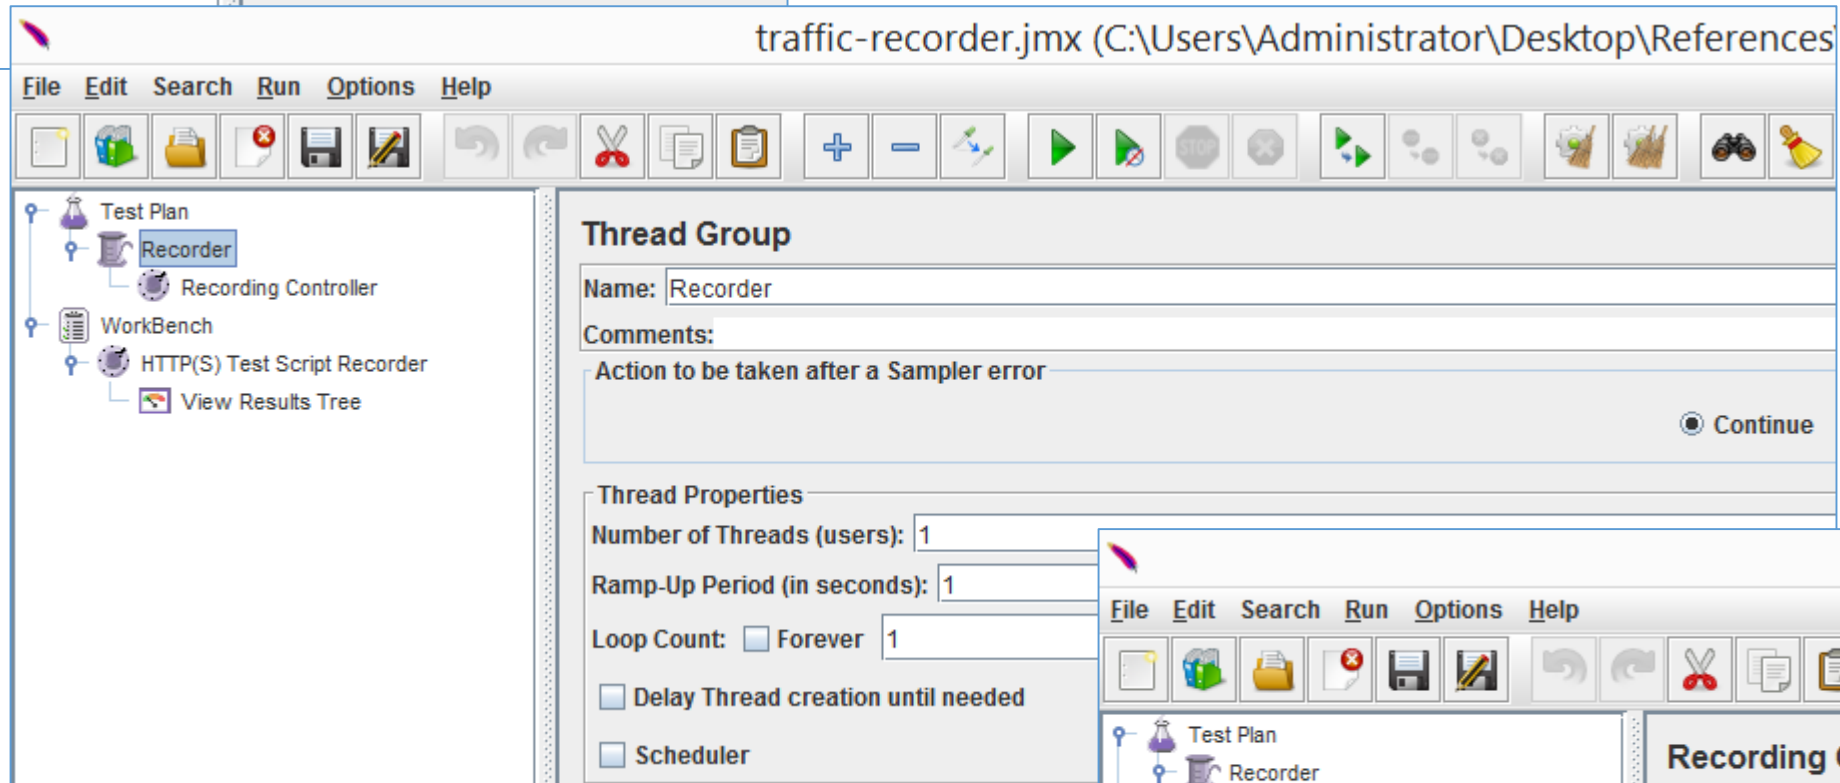 traffic-recorder.jmx (C:\Users\Administrator\Desktop\References\
File Edit Search Run Options Help
STOP
Test Plan
Recorder
Recording Controller
WorkBench
HTTP(S) Test Script Recorder
View Results Tree
Thread Group
Name: Recorder
Comments:
Action to be taken after a Sampler error
Continue
Thread Properties
Number of Threads (users): 1
Ramp-Up Period (in seconds): 1
Loop Count: Forever 1
Delay Thread creation until needed
Scheduler
File Edit Search Run Options Help
Test Plan
Recorder
Recording